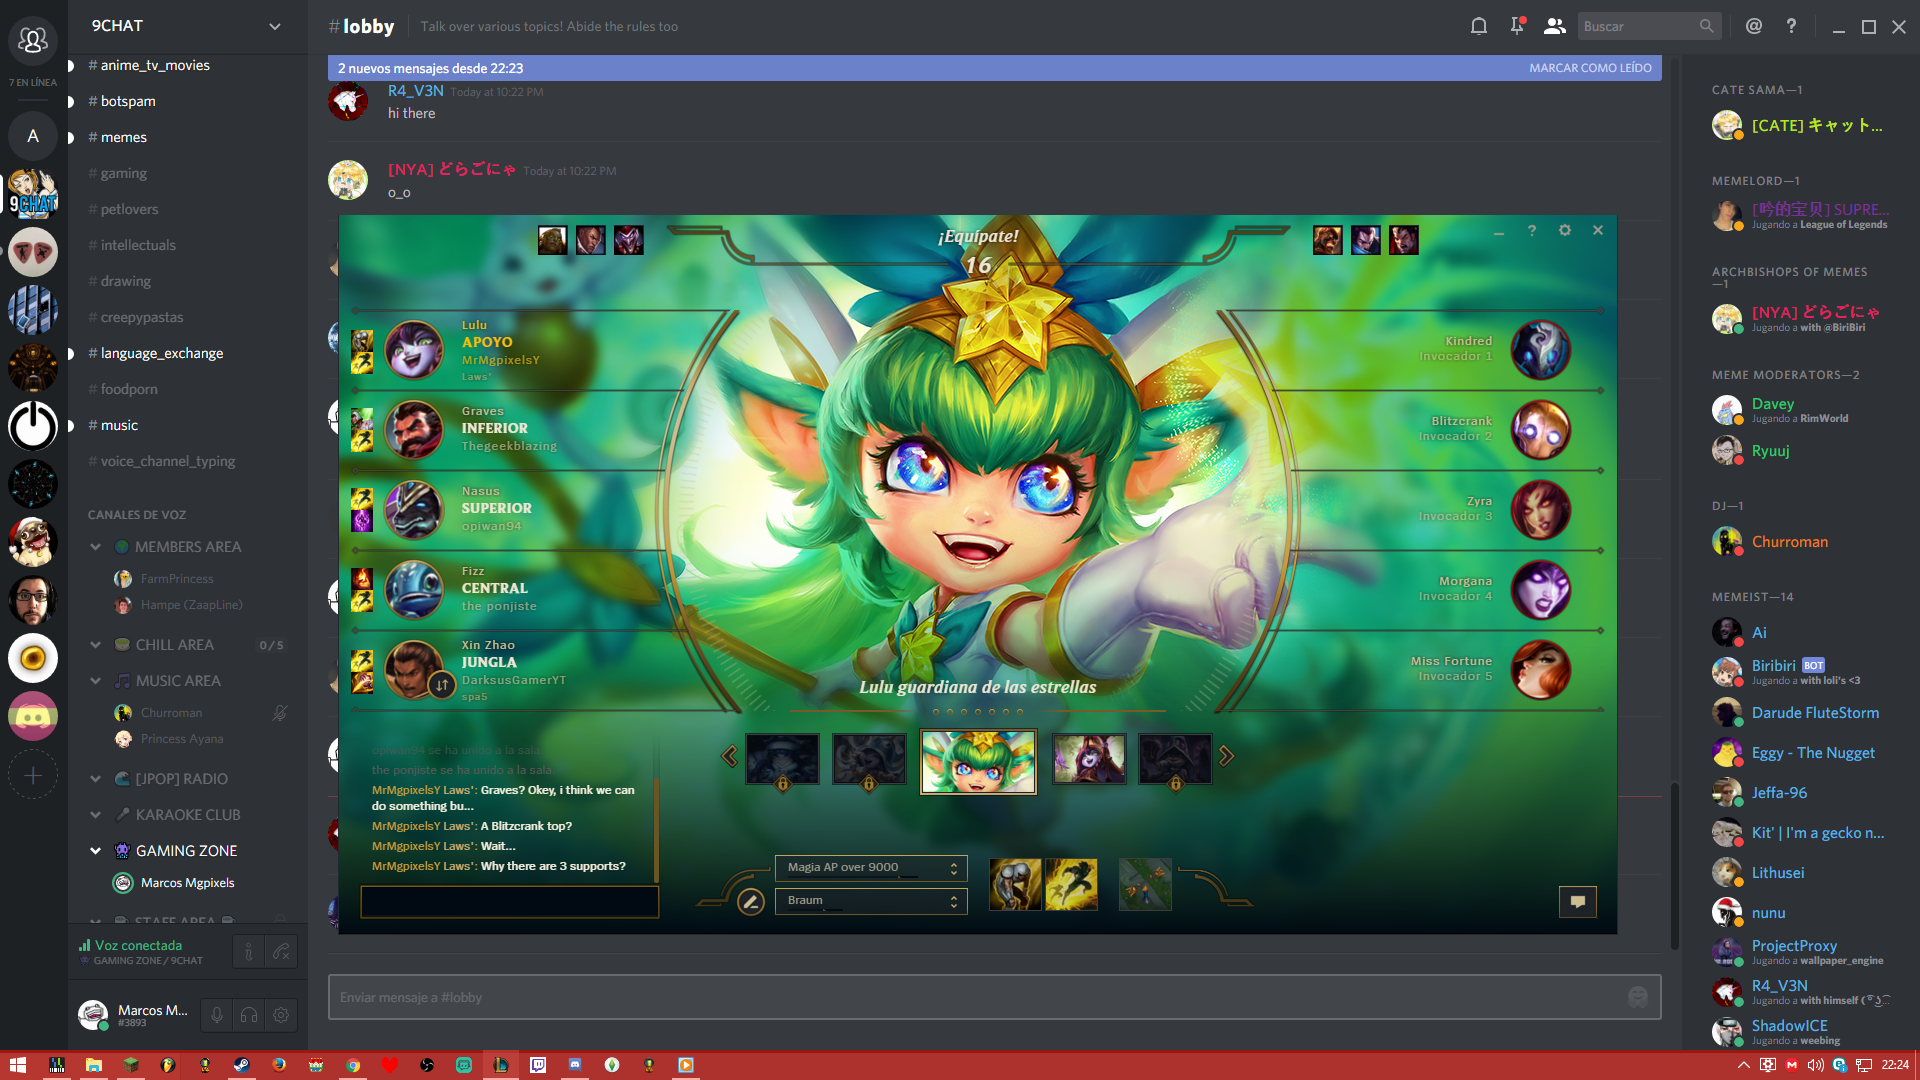 9CHAT
7 EN LÍNEA
A
9CHAT
# anime_tv_movies
# botspam
# memes
# gaming
# petlovers
# intellectuals
# drawing
# creepypastas
# language_exchange
# foodporn
# music
# voice_channel_typing
CANALES DE VOZ
MEMBERS AREA
FarmPrincess
Hampe (ZaapLine)
CHILL AREA 0/5
MUSIC AREA
Churroman
Princess Ayana
[JPOP] RADIO
KARAOKE CLUB
GAMING ZONE
Marcos Mgpixels
STAFF AREA
Voz conectada
GAMING ZONE / 9CHAT
Marcos M...
#3893
#lobby
Talk over various topics! Abide the rules too
Buscar
2 nuevos mensajes desde 22:23
MARCAR COMO LEÍDO
R4_V3N Today at 10:22 PM
hi there
[NYA] どらごにゃ Today at 10:22 PM
o_o
¡Equípate!
16
Lulu
APOYO
MrMgpixelsY
Laws'
Graves
INFERIOR
Thegeekblazing
Nasus
SUPERIOR
opiwan94
Fizz
CENTRAL
the ponjiste
Xin Zhao
JUNGLA
DarksusGamerYT
spa5
Kindred
Invocador 1
Blitzcrank
Invocador 2
Zyra
Invocador 3
Morgana
Invocador 4
Miss Fortune
Invocador 5
Lulu guardiana de las estrellas
opiwan94 se ha unido a la sala.
the ponjiste se ha unido a la sala.
MrMgpixelsY Laws': Graves? Okey, i think we can
do something bu...
MrMgpixelsY Laws': A Blitzcrank top?
MrMgpixelsY Laws': Wait...
MrMgpixelsY Laws': Why there are 3 supports?
Magia AP over 9000
Braum
Enviar mensaje a #lobby
CATE SAMA—1
[CATE] キャット...
MEMELORD—1
[吟的宝贝] SUPRE...
Jugando a League of Legends
ARCHBISHOPS OF MEMES
—1
[NYA] どらごにゃ
Jugando a with @BiriBiri
MEME MODERATORS—2
Davey
Jugando a RimWorld
Ryuuj
DJ—1
Churroman
MEMEIST—14
Ai
Biribiri BOT
Jugando a with loli's <3
Darude FluteStorm
Eggy - The Nugget
Jeffa-96
Kit' | I'm a gecko n...
Lithusei
nunu
ProjectProxy
Jugando a wallpaper_engine
R4_V3N
Jugando a with himself ( ͡° ͜ʖ ͡...
ShadowICE
Jugando a weebing
22:24